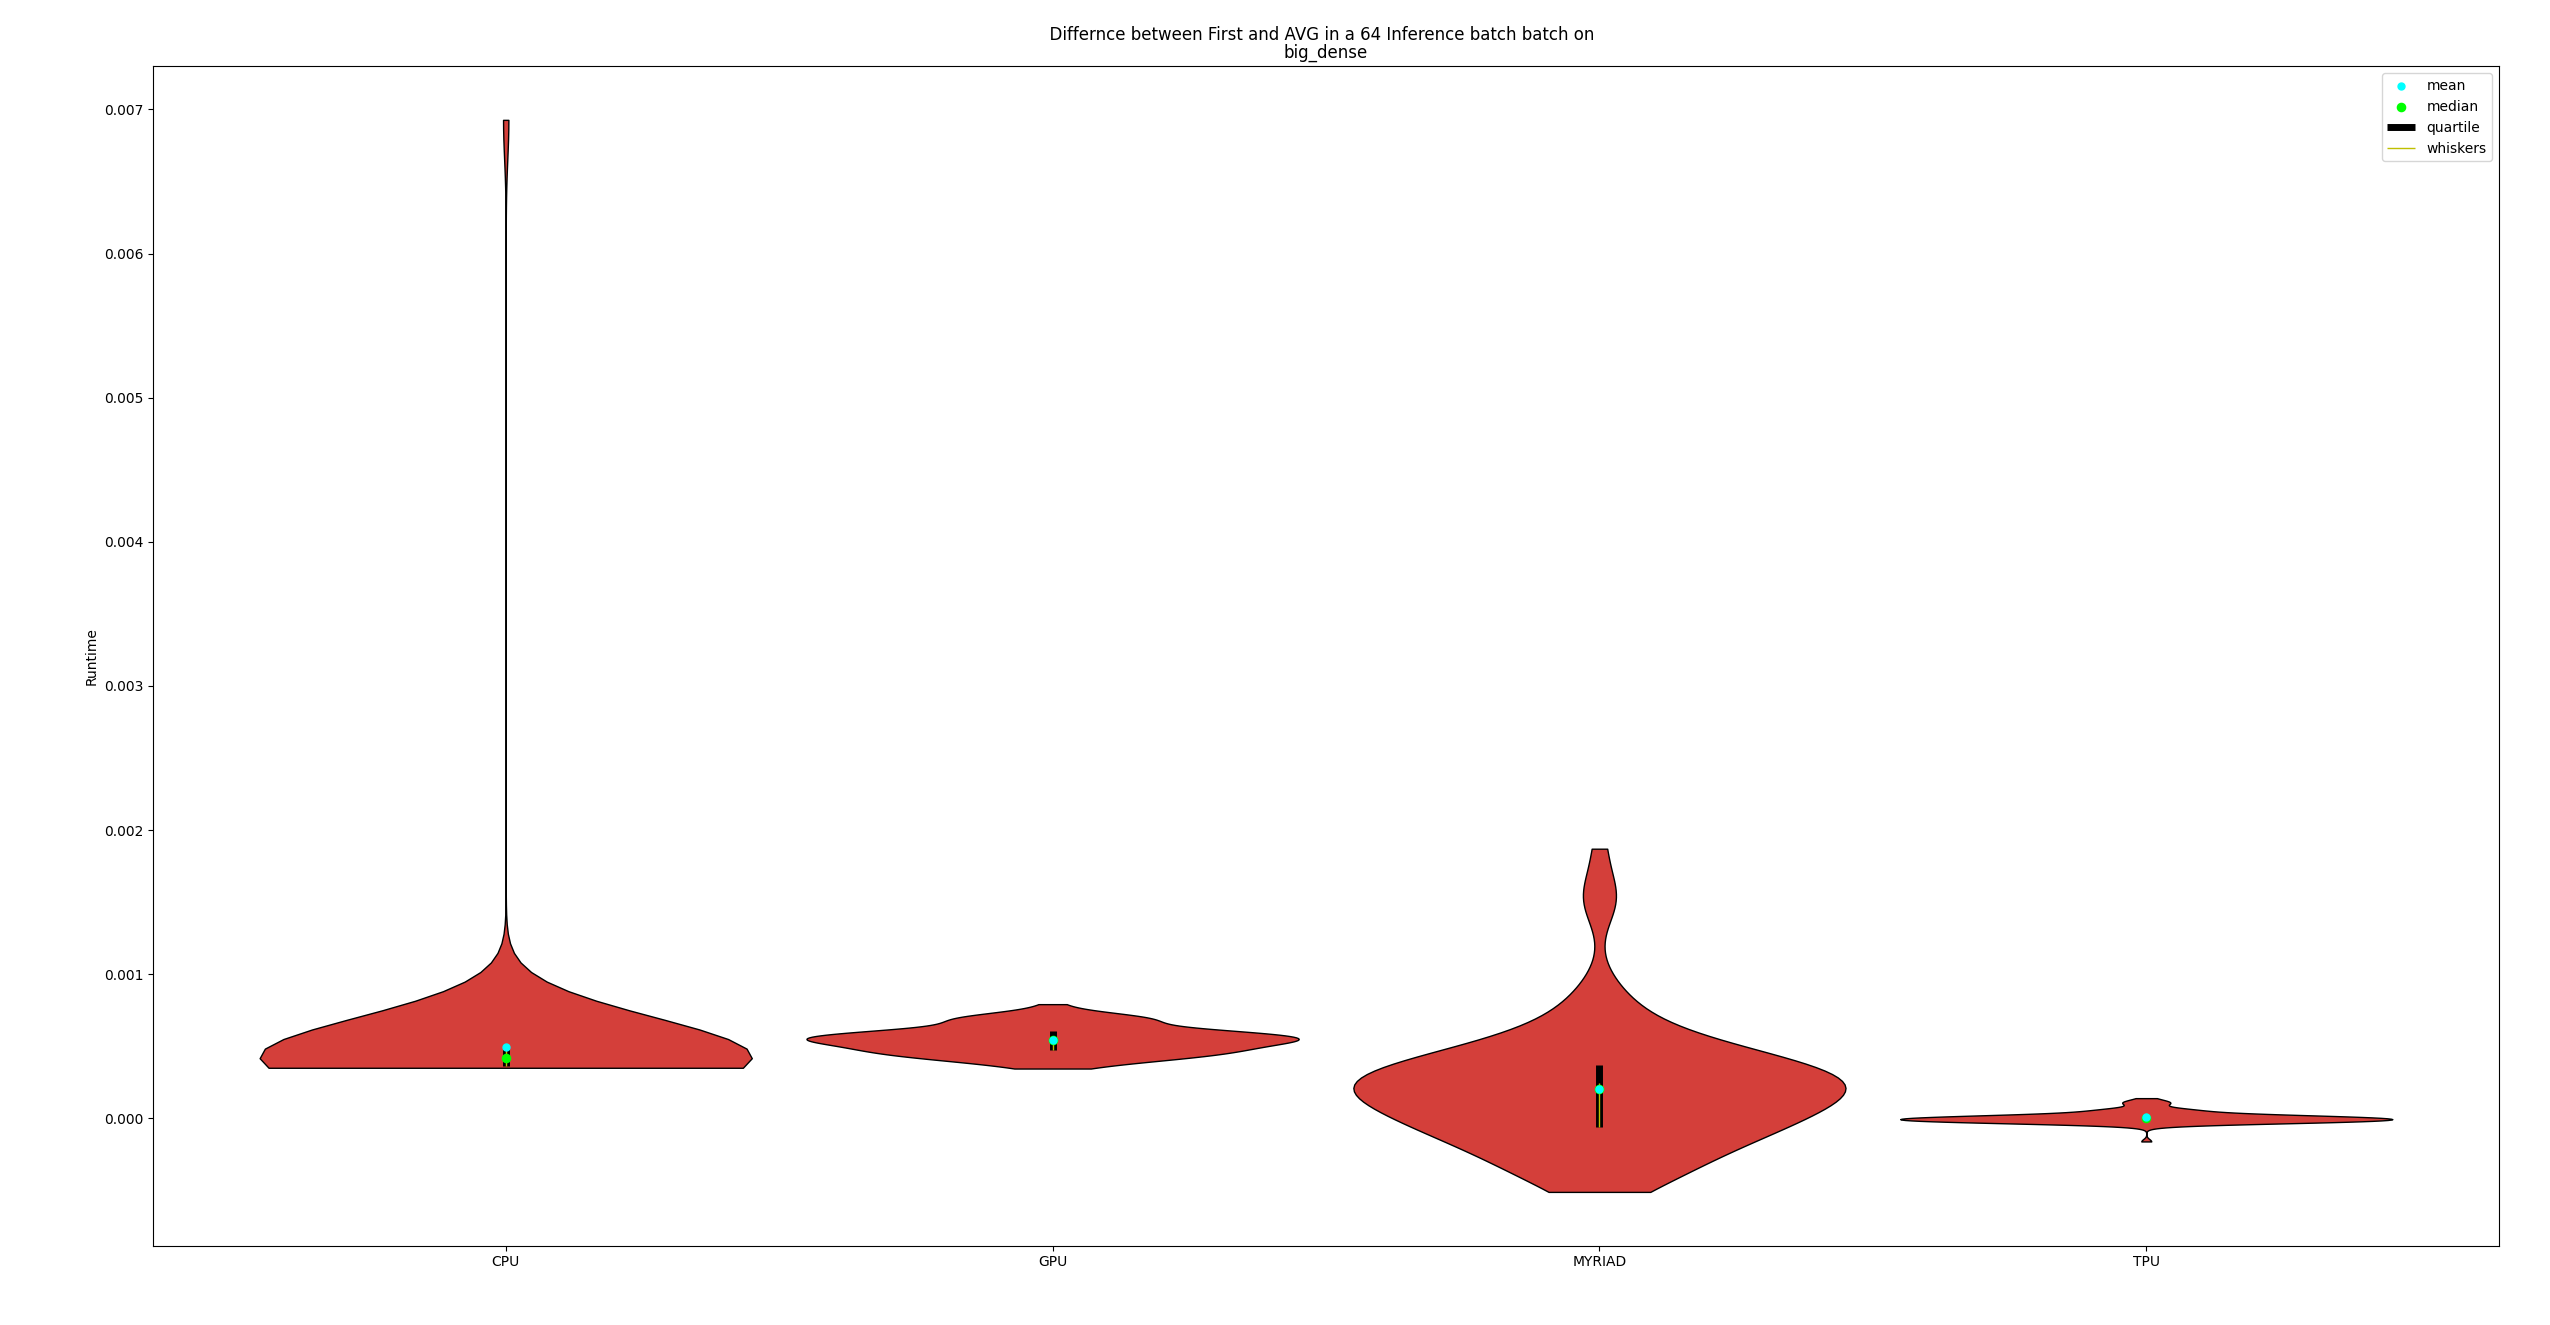 Differnce between First and AVG in a 64 Inference batch batch on
big_dense
mean
median
quartile
whiskers
0.007
0.006
0.005
0.004
0.003
0.002
0.001
0.000
Runtime
CPU
GPU
MYRIAD
TPU